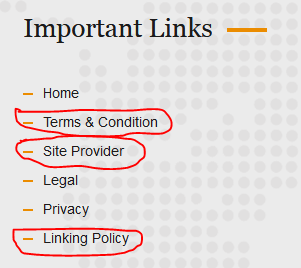 Important Links
Home
Terms & Condition
Site Provider
Legal
Privacy
Linking Policy